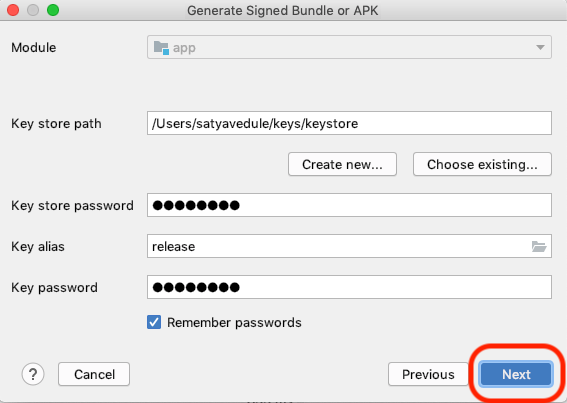 Generate Signed Bundle or APK
Module
app
Key store path
/Users/satyavedule/keys/keystore
Create new...
Choose existing...
Key store password
●●●●●●●●
Key alias
release
Key password
●●●●●●●●
Remember passwords
?
Cancel
Previous
Next